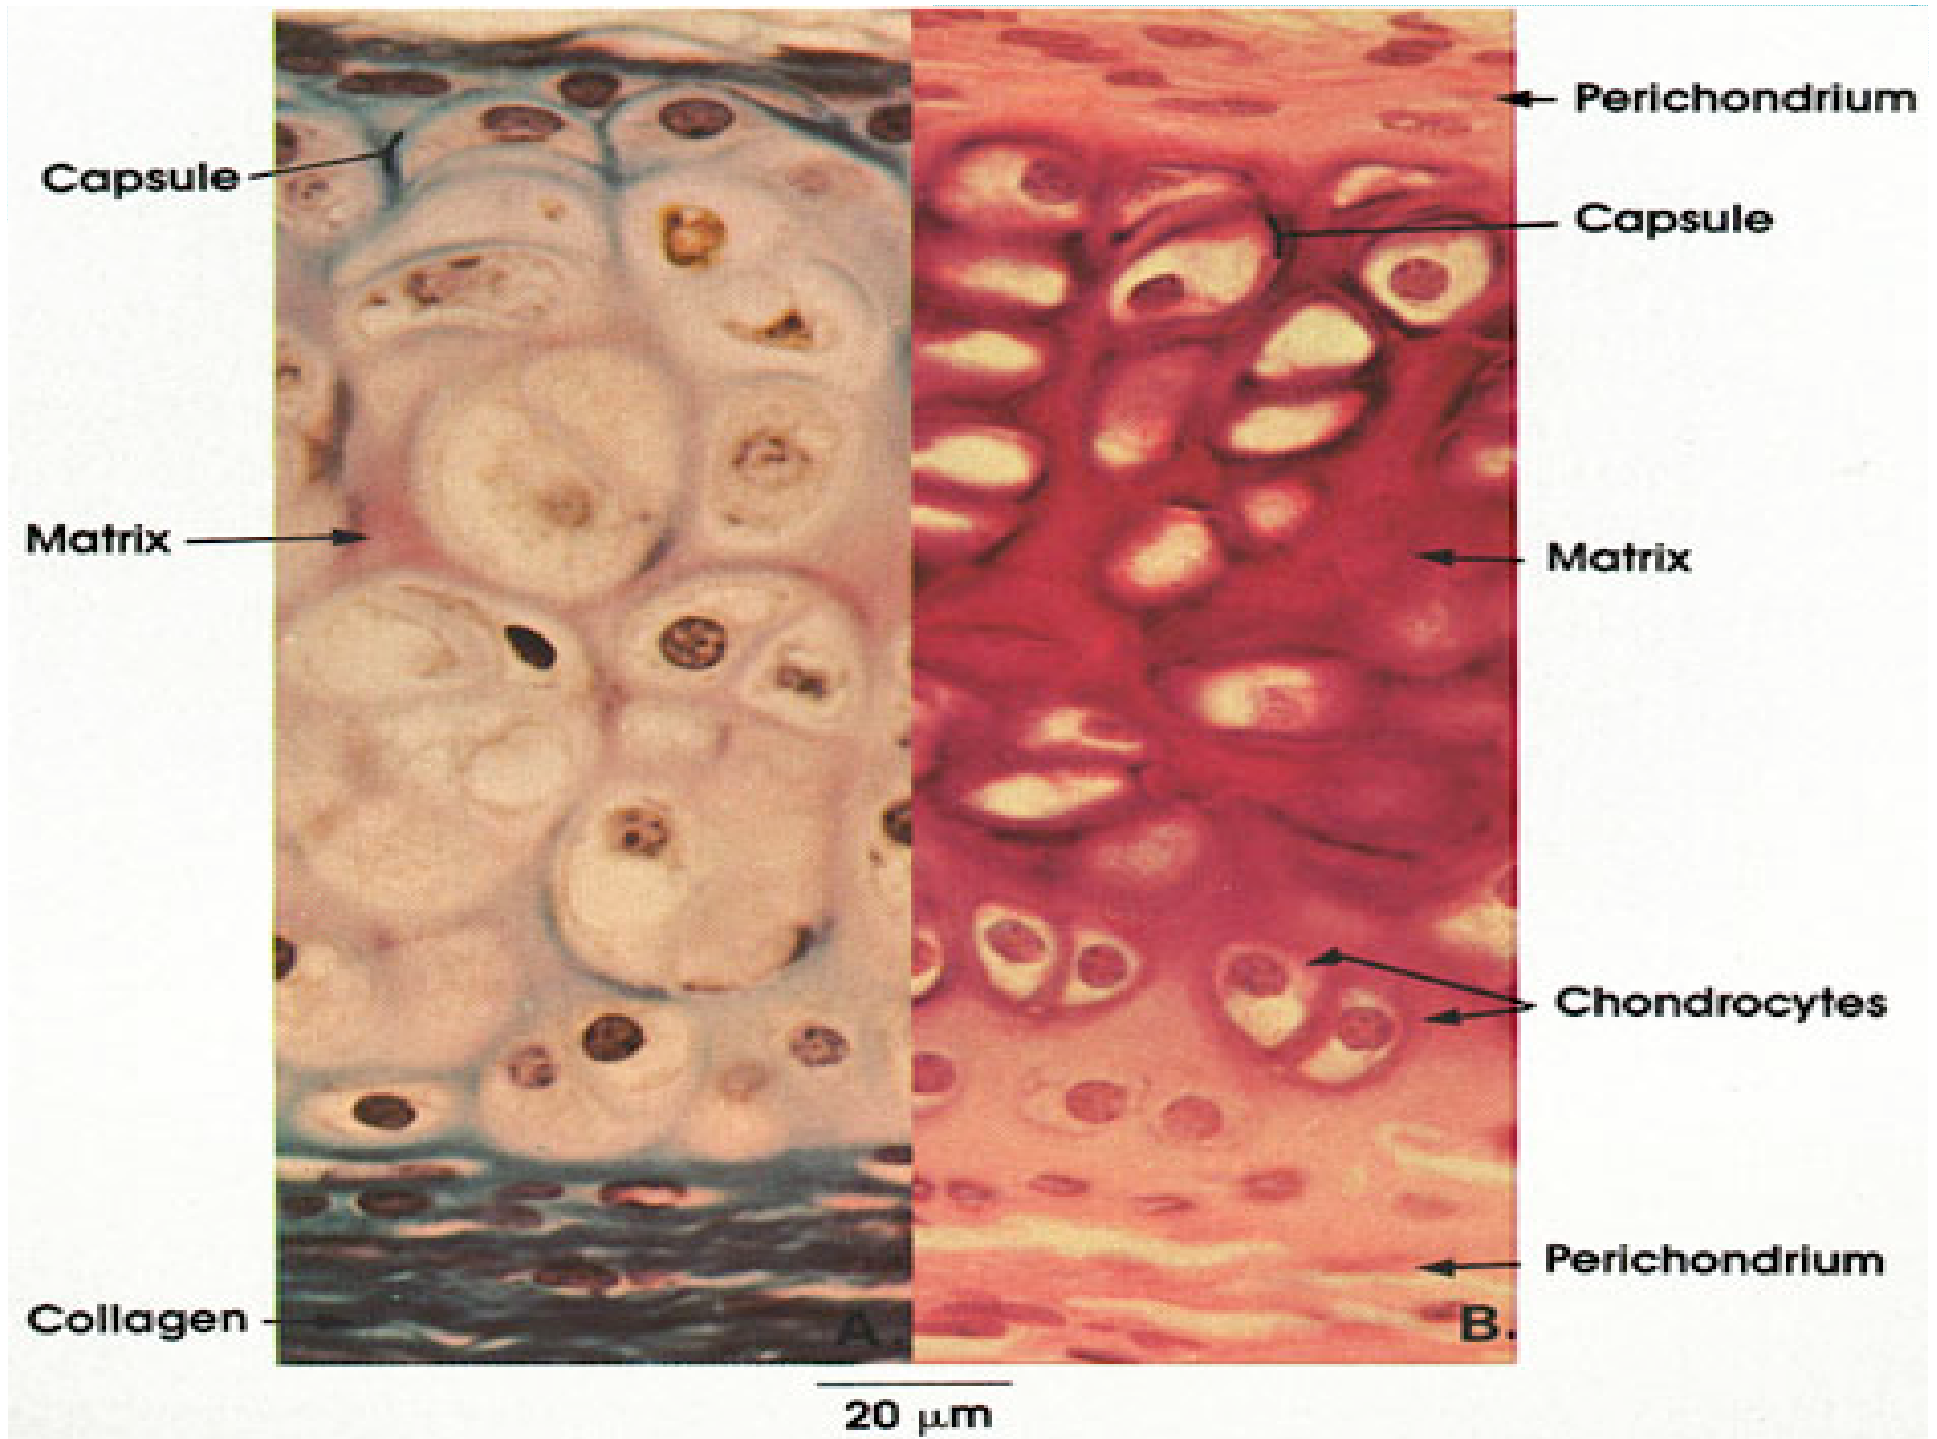 Perichondrium
Capsule
Capsule
Matrix
Matrix
Chondrocytes
Perichondrium
Collagen
A.
B.
20 μm